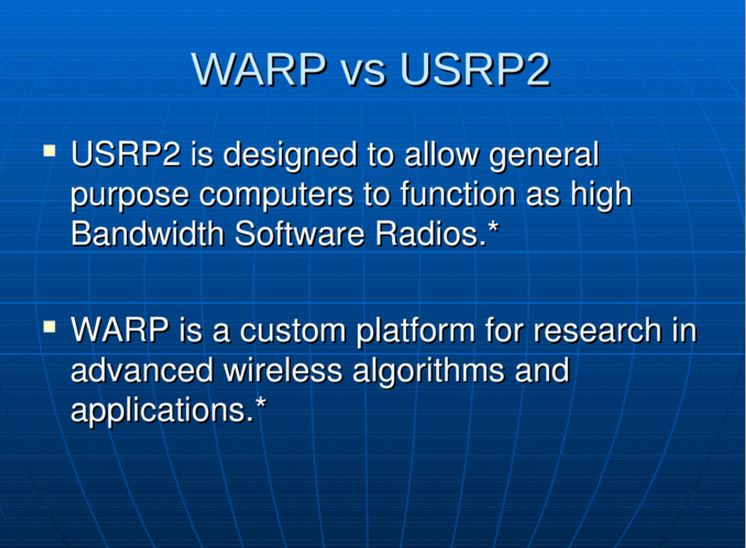 WARP vs USRP2
USRP2 is designed to allow general
purpose computers to function as high
Bandwidth Software Radios.*
WARP is a custom platform for research in
advanced wireless algorithms and
applications.*